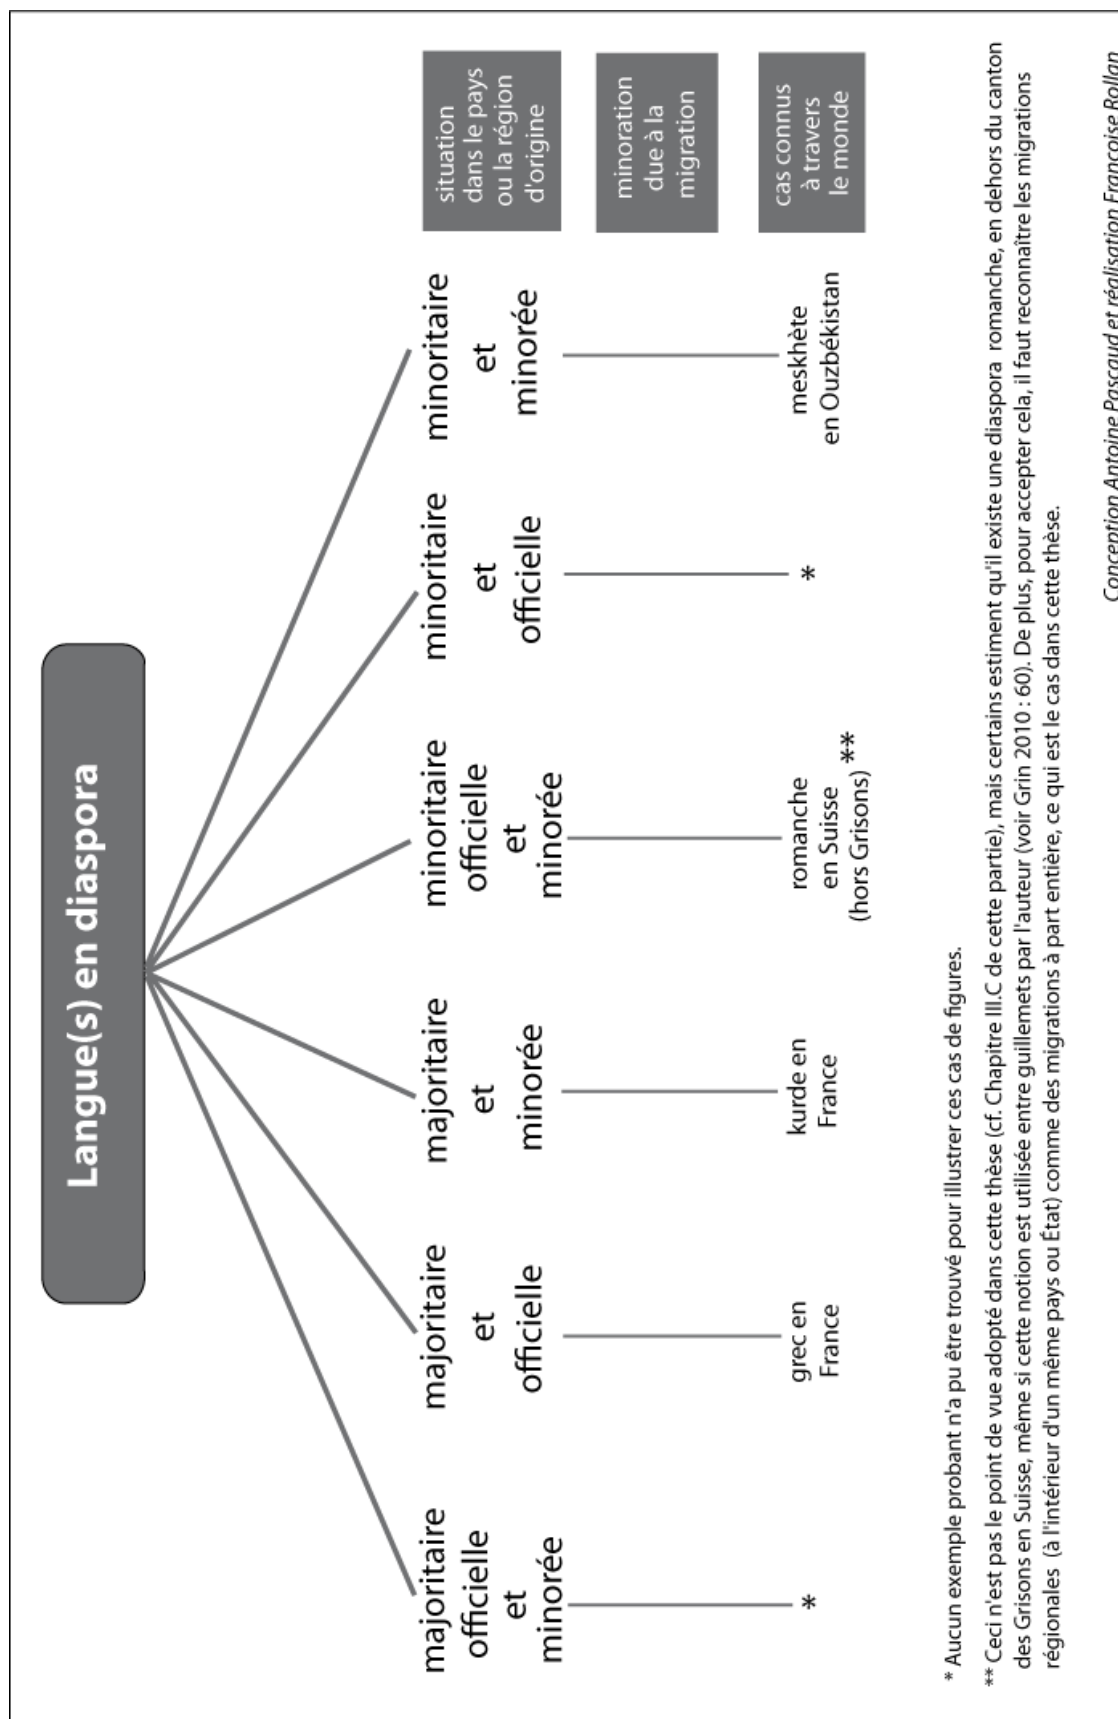 Langue(s) en diaspora
majoritaire
officielle
et
minorée
majoritaire
et
officielle
majoritaire
et
minorée
minoritaire
officielle
et
minorée
minoritaire
et
officielle
minoritaire
et
minorée
situation
dans le pays
ou la région
d'origine
minoration
due à la
migration
*
grec en
France
kurde en
France
romanche
en Suisse
(hors Grisons) **
*
meskhète
en Ouzbékistan
cas connus
à travers
le monde
* Aucun exemple probant n'a pu être trouvé pour illustrer ces cas de figures.
** Ceci n'est pas le point de vue adopté dans cette thèse (cf. Chapitre III.C de cette partie), mais certains estiment qu'il existe une diaspora romanche, en dehors du canton
des Grisons en Suisse, même si cette notion est utilisée entre guillemets par l'auteur (voir Grin 2010 : 60). De plus, pour accepter cela, il faut reconnaître les migrations
régionales (à l'intérieur d'un même pays ou État) comme des migrations à part entière, ce qui est le cas dans cette thèse.
Conception Antoine Pascaud et réalisation Françoise Rollan